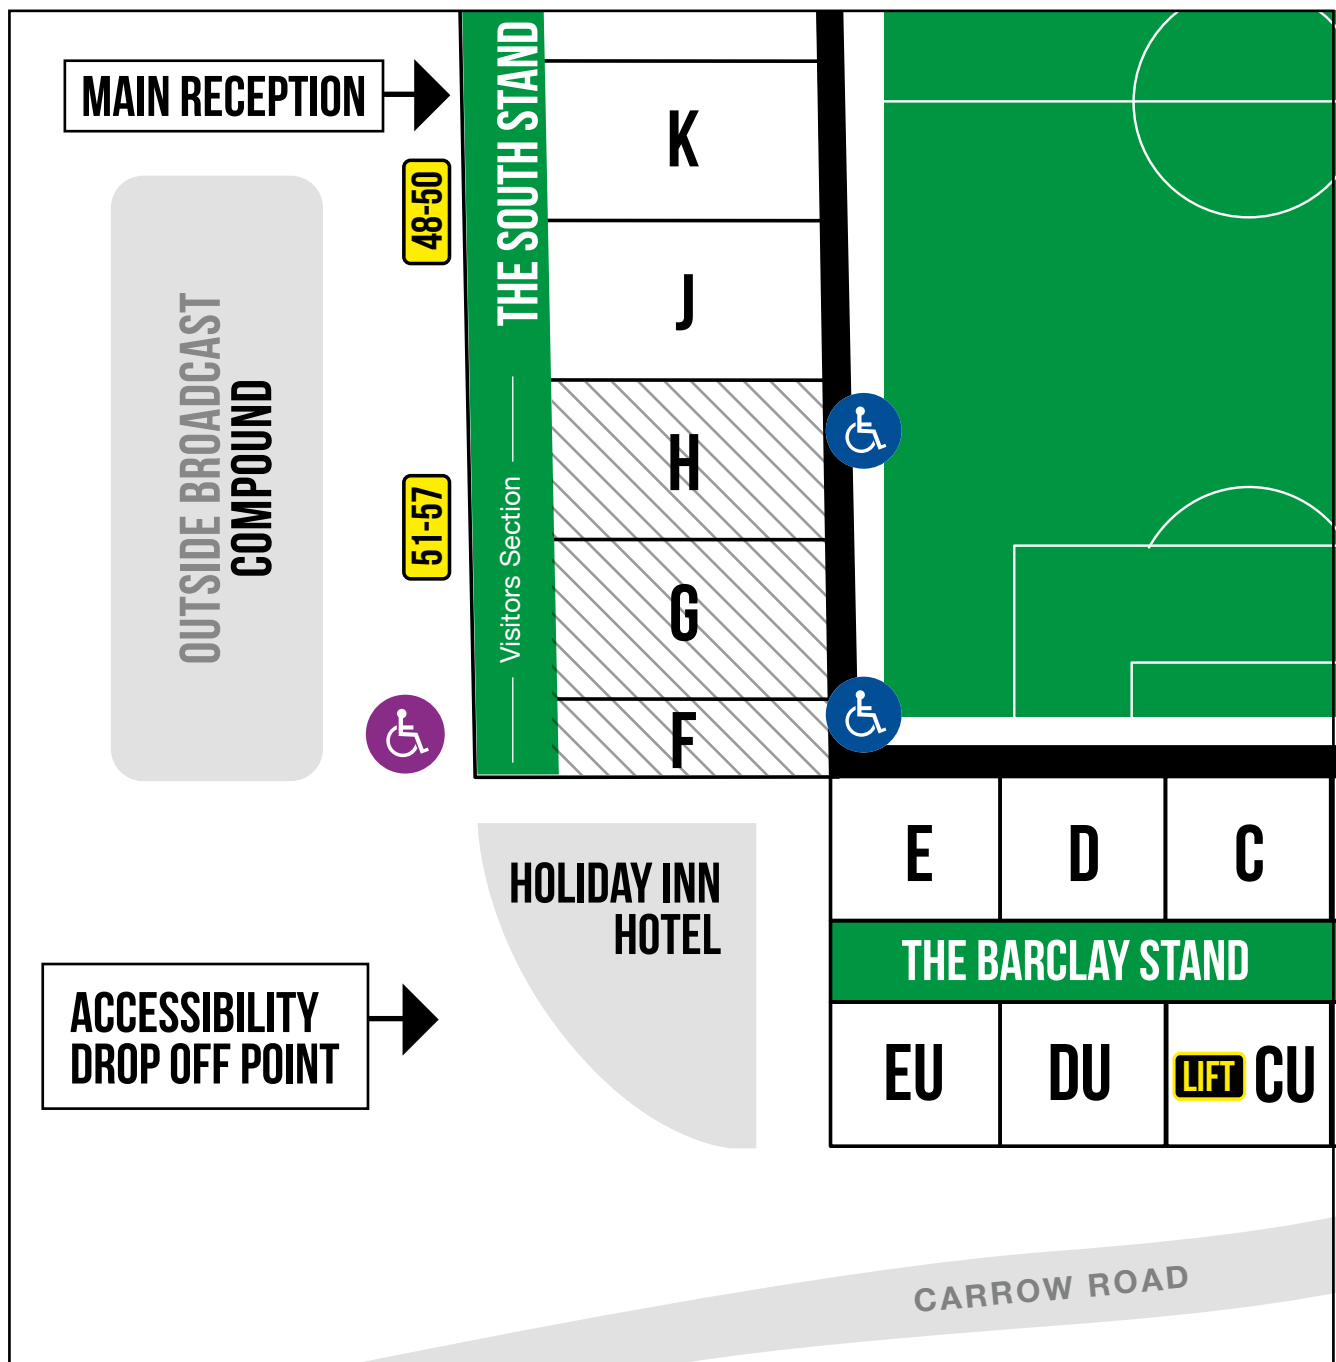 MAIN RECEPTION
48-50
THE SOUTH STAND
K
J
OUTSIDE BROADCAST
COMPOUND
51-57
Visitors Section
H
G
F
E
D
C
HOLIDAY INN
HOTEL
THE BARCLAY STAND
ACCESSIBILITY
DROP OFF POINT
EU
DU
LIFT CU
CARROW ROAD